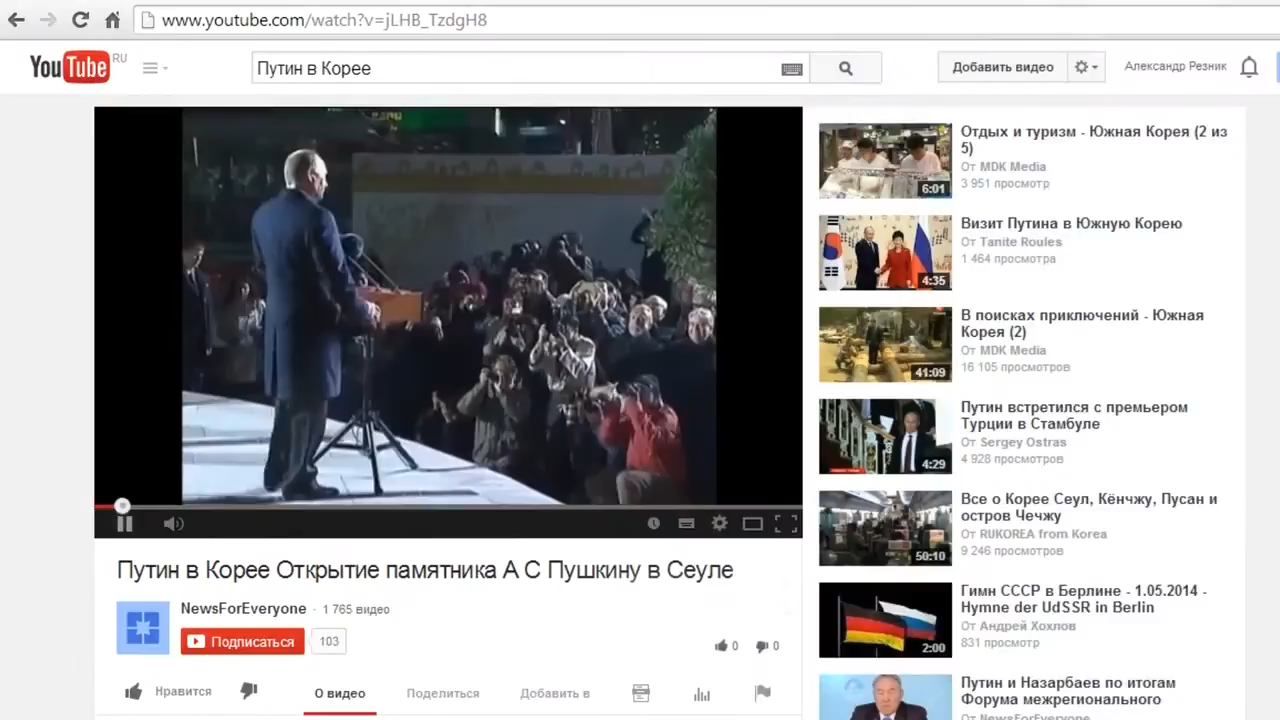 www.youtube.com/watch?v=jLHB_TzdgH8
YouTube RU
Путин в Корее
Добавить видео
Александр Резник
Отдых и туризм - Южная Корея (2 из
5)
От MDK Media
3 951 просмотр
6:01
Визит Путина в Южную Корею
От Tanite Roules
1 464 просмотра
4:35
В поисках приключений - Южная
Корея (2)
От MDK Media
16 105 просмотров
41:09
Путин встретился с премьером
Турции в Стамбуле
От Sergey Ostras
4 928 просмотров
4:29
Все о Корее Сеул, Кёнчжу, Пусан и
остров Чечжу
От RUKOREA from Korea
9 246 просмотров
50:10
Гимн СССР в Берлине - 1.05.2014 -
Hymne der UdSSR in Berlin
От Андрей Хохлов
831 просмотр
2:00
Путин и Назарбаев по итогам
Форума межрегионального
От NewsForEveryone
Путин в Корее Открытие памятника А С Пушкину в Сеуле
NewsForEveryone · 1 765 видео
Подписаться 103
0 0
Нравится
О видео
Поделиться
Добавить в